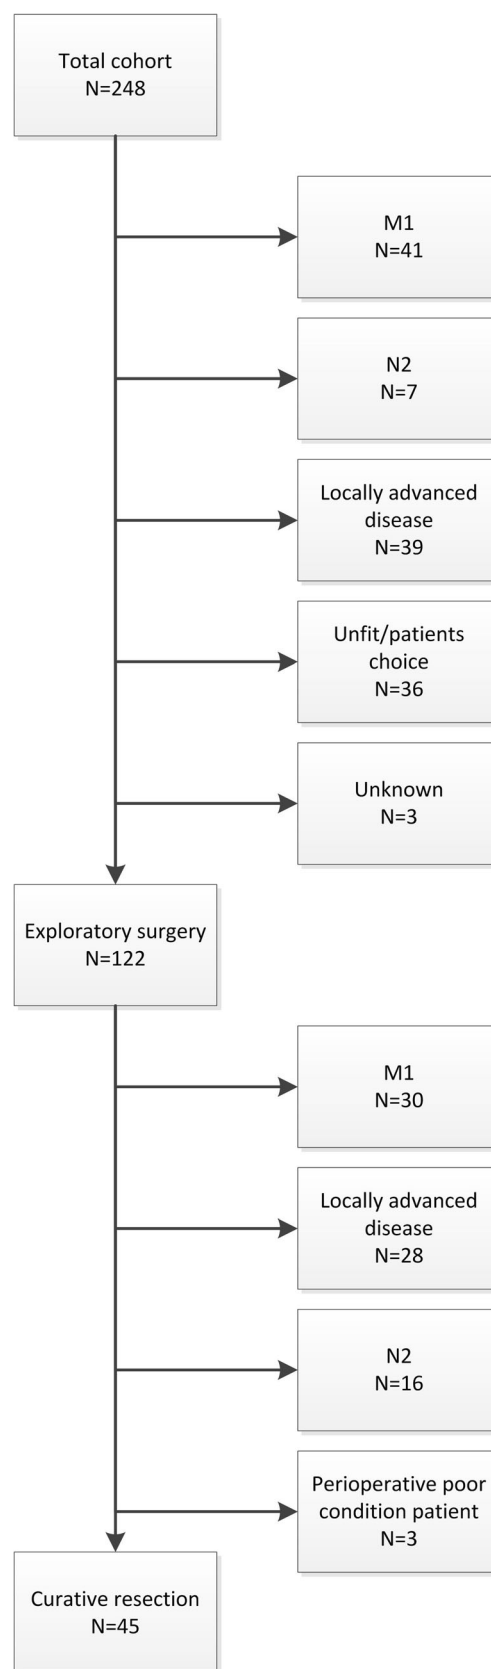 Total cohort
N=248
M1
N=41
N2
N=7
Locally advanced
disease
N=39
Unfit/patients
choice
N=36
Unknown
N=3
Exploratory surgery
N=122
M1
N=30
Locally advanced
disease
N=28
N2
N=16
Perioperative poor
condition patient
N=3
Curative resection
N=45